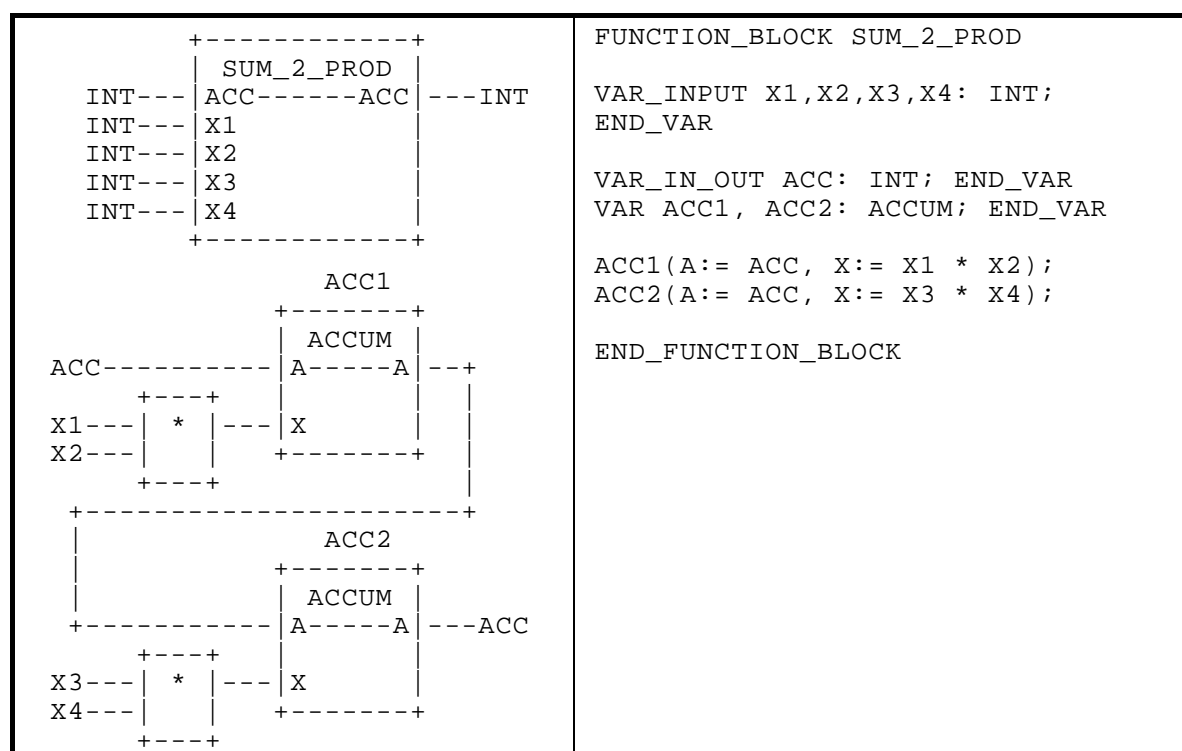 +------------+
| SUM_2_PROD |
INT---|ACC------ACC|---INT
INT---|X1          |
INT---|X2          |
INT---|X3          |
INT---|X4          |
+------------+
ACC1
+-------+
| ACCUM |
ACC----------|A-----A|--+
+---+    |       |  |
X1---| * |---|X      |  |
X2---|   |   +-------+  |
+---+              |
+----------------------+
|              ACC2
|           +-------+
|           | ACCUM |
+-----------|A-----A|---ACC
+---+    |       |
X3---| * |---|X      |
X4---|   |   +-------+
+---+
FUNCTION_BLOCK SUM_2_PROD
VAR_INPUT X1,X2,X3,X4: INT;
END_VAR
VAR_IN_OUT ACC: INT; END_VAR
VAR ACC1, ACC2: ACCUM; END_VAR
ACC1(A:= ACC, X:= X1 * X2);
ACC2(A:= ACC, X:= X3 * X4);
END_FUNCTION_BLOCK